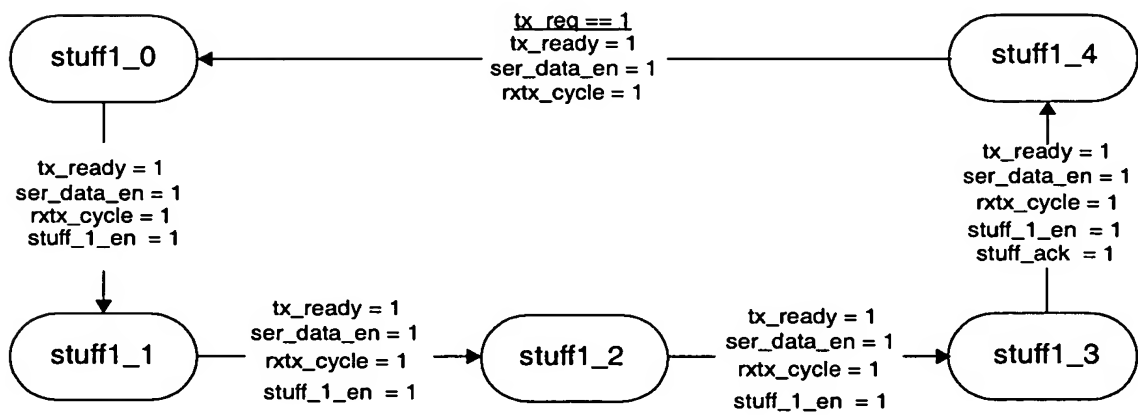 stuff1_0
tx_req == 1
tx_ready = 1
ser_data_en = 1
rxtx_cycle = 1
stuff1_4
tx_ready = 1
ser_data_en = 1
rxtx_cycle = 1
stuff_1_en = 1
tx_ready = 1
ser_data_en = 1
rxtx_cycle = 1
stuff_1_en = 1
stuff_ack = 1
stuff1_1
tx_ready = 1
ser_data_en = 1
rxtx_cycle = 1
stuff_1_en = 1
stuff1_2
tx_ready = 1
ser_data_en = 1
rxtx_cycle = 1
stuff_1_en = 1
stuff1_3